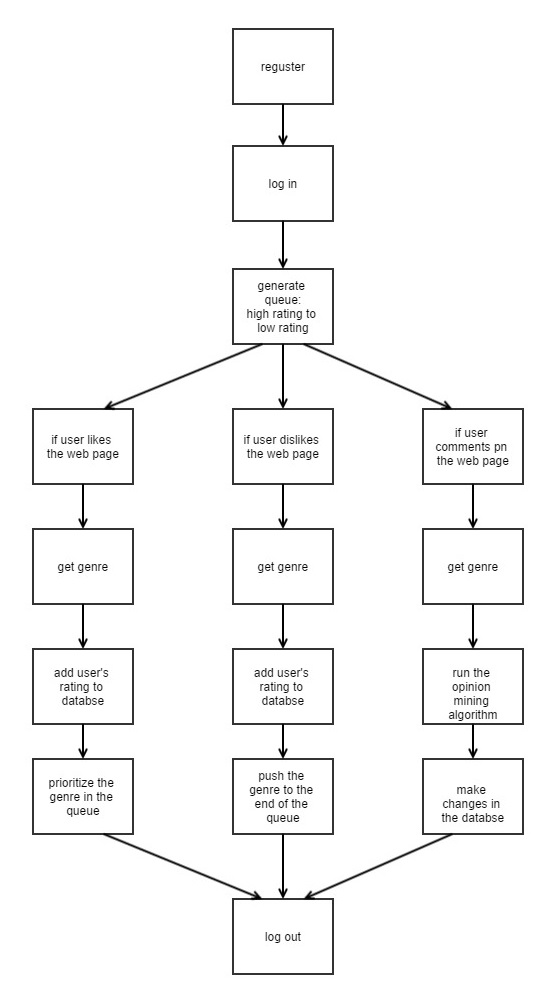 reguster
log in
generate
queue:
high rating to
low rating
if user likes
the web page
if user dislikes
the web page
if user
comments pn
the web page
get genre
get genre
get genre
add user's
rating to
databse
add user's
rating to
databse
run the
opinion
mining
algorithm
prioritize the
genre in the
queue
push the
genre to the
end of the
queue
make
changes in
the databse
log out